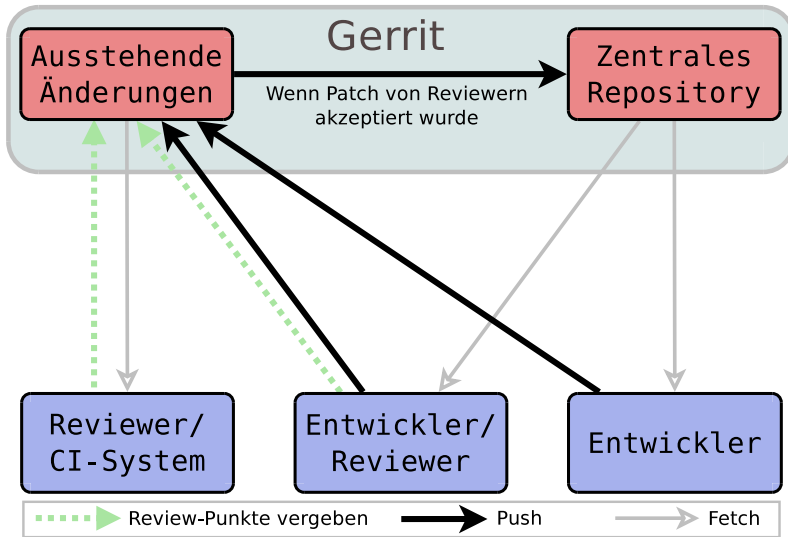 Gerrit
Ausstehende
Änderungen
Wenn Patch von Reviewern
akzeptiert wurde
Zentrales
Repository
Reviewer/
CI-System
Entwickler/
Reviewer
Entwickler
Review-Punkte vergeben
Push
Fetch